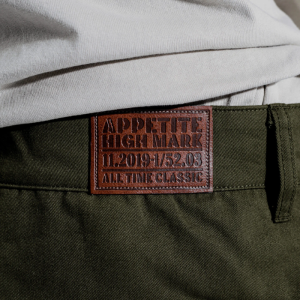 APPETITE
HIGH MARK
11.2019-1/52.03
ALL TIME CLASSIC